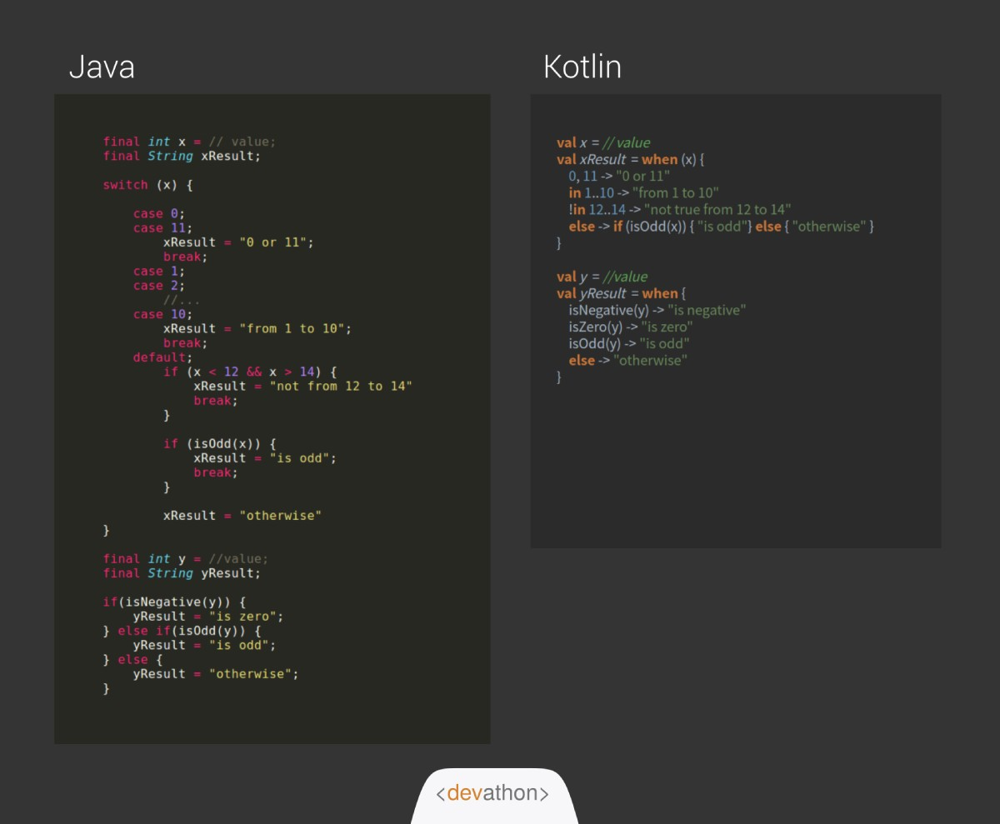 Java
final int x = // value;
final String xResult;
switch (x) {
case 0;
case 11;
xResult = "0 or 11";
break;
case 1;
case 2;
//...
case 10;
xResult = "from 1 to 10";
break;
default;
if (x < 12 && x > 14) {
xResult = "not from 12 to 14"
break;
}
if (isOdd(x)) {
xResult = "is odd";
break;
}
xResult = "otherwise"
}
final int y = //value;
final String yResult;
if(isNegative(y)) {
yResult = "is zero";
} else if(isOdd(y)) {
yResult = "is odd";
} else {
yResult = "otherwise";
}
Kotlin
val x = // value
val xResult = when (x) {
0, 11 -> "0 or 11"
in 1..10 -> "from 1 to 10"
!in 12..14 -> "not true from 12 to 14"
else -> if (isOdd(x)) { "is odd"} else { "otherwise" }
}
val y = //value
val yResult = when {
isNegative(y) -> "is negative"
isZero(y) -> "is zero"
isOdd(y) -> "is odd"
else -> "otherwise"
}
<devathon>